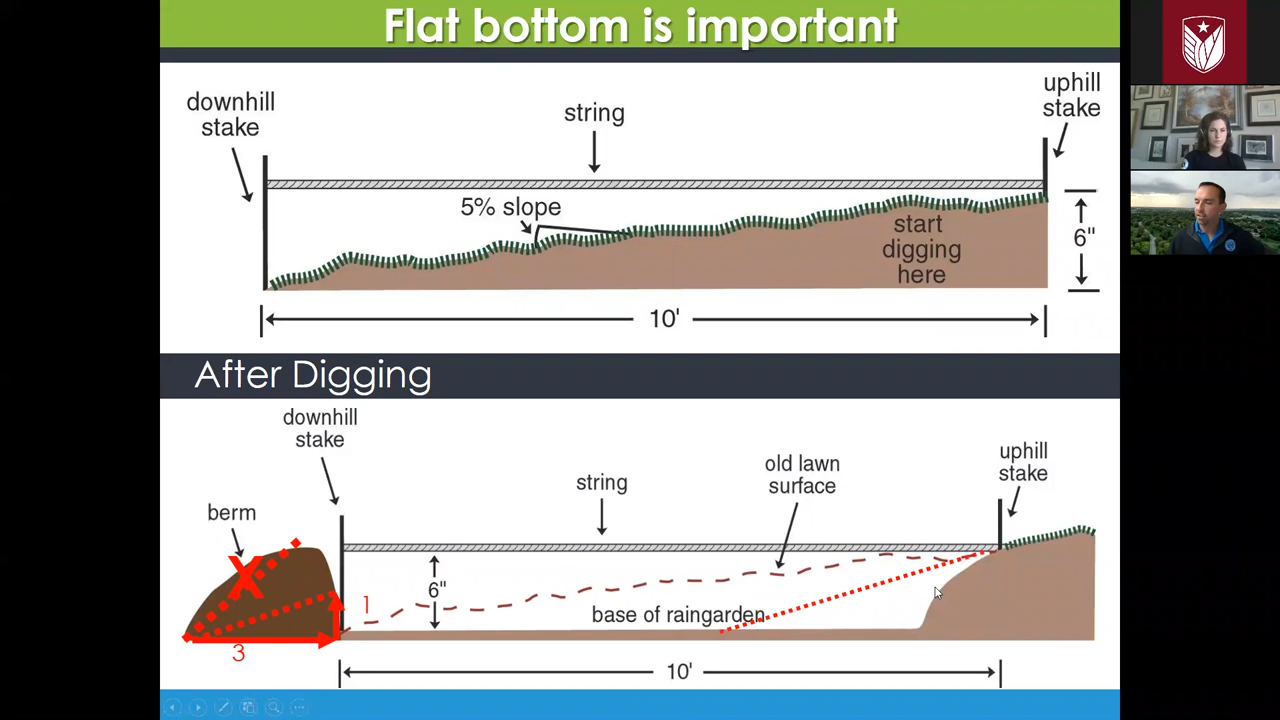 Flat bottom is important
downhill
stake
string
uphill
stake
5% slope
start
digging
here
6"
10'
After Digging
downhill
stake
berm
string
old lawn
surface
uphill
stake
X
6"
1
base of raingarden
3
10'